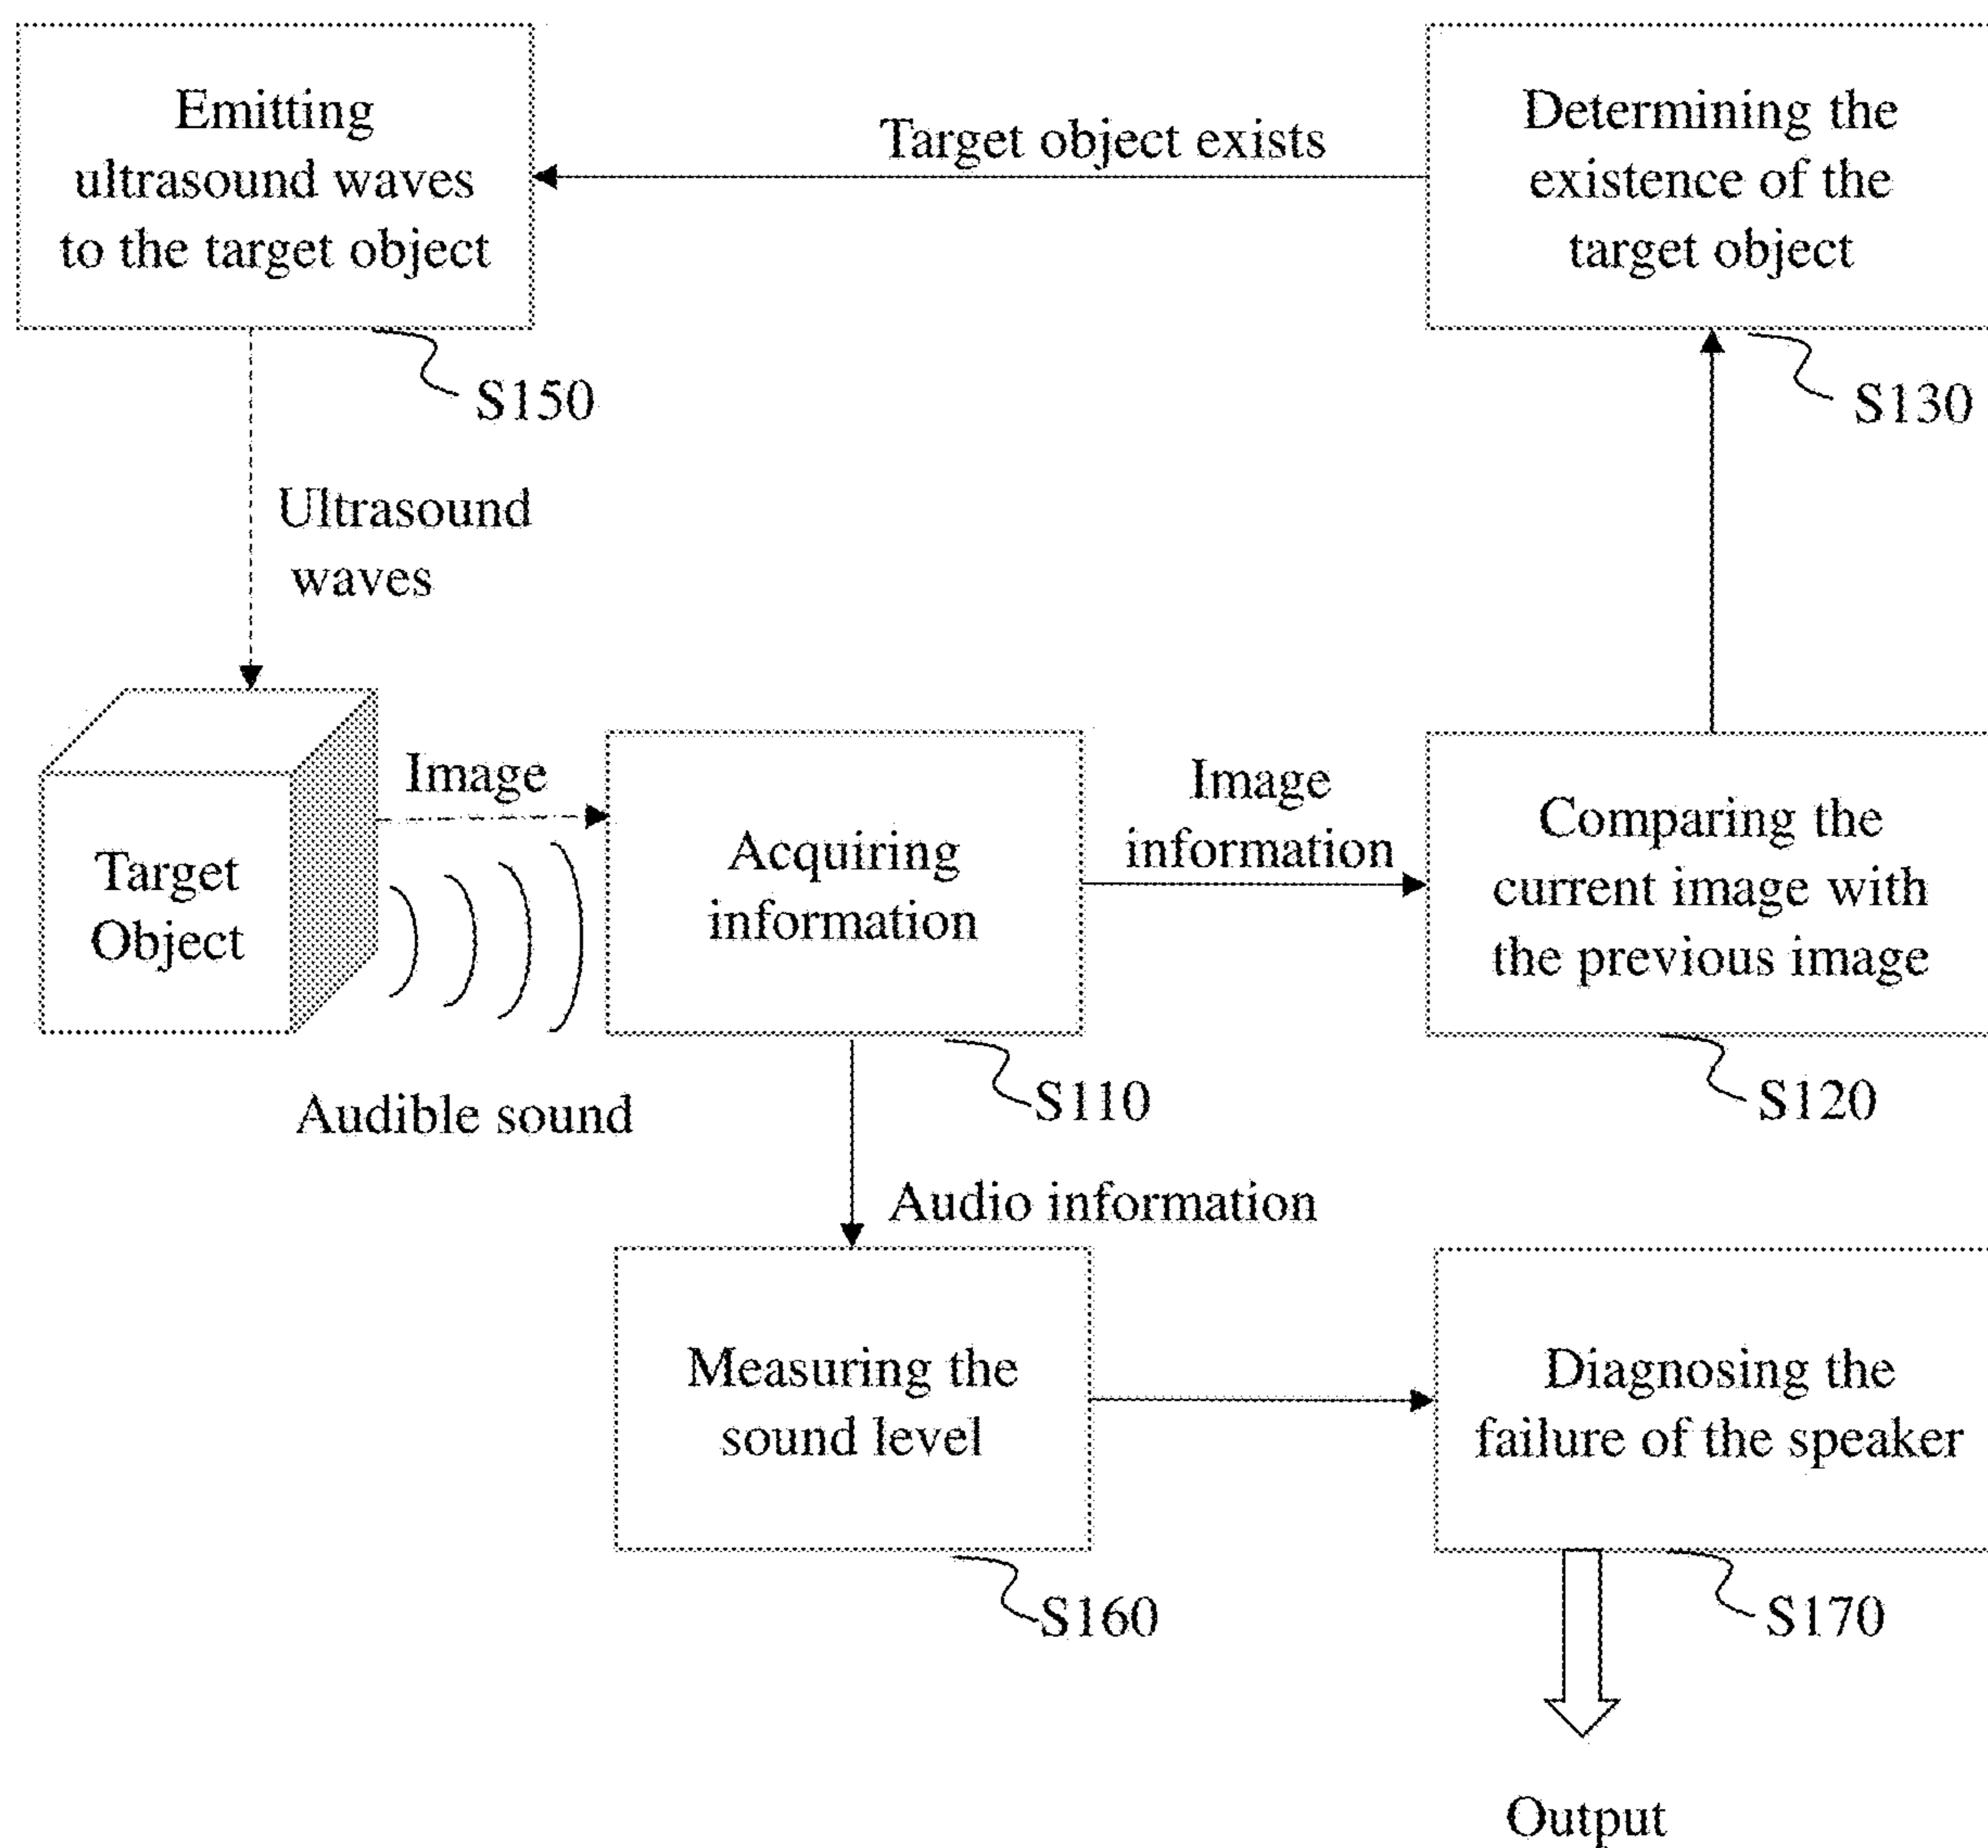 Emitting
ultrasound waves
to the target object
Target object exists
Determining the
existence of the
target object
S150
S130
Ultrasound
waves
Target
Object
Image
Audible sound
Acquiring
information
Image
information
Comparing the
current image with
the previous image
S110
S120
Audio information
Measuring the
sound level
Diagnosing the
failure of the speaker
S160
S170
Output